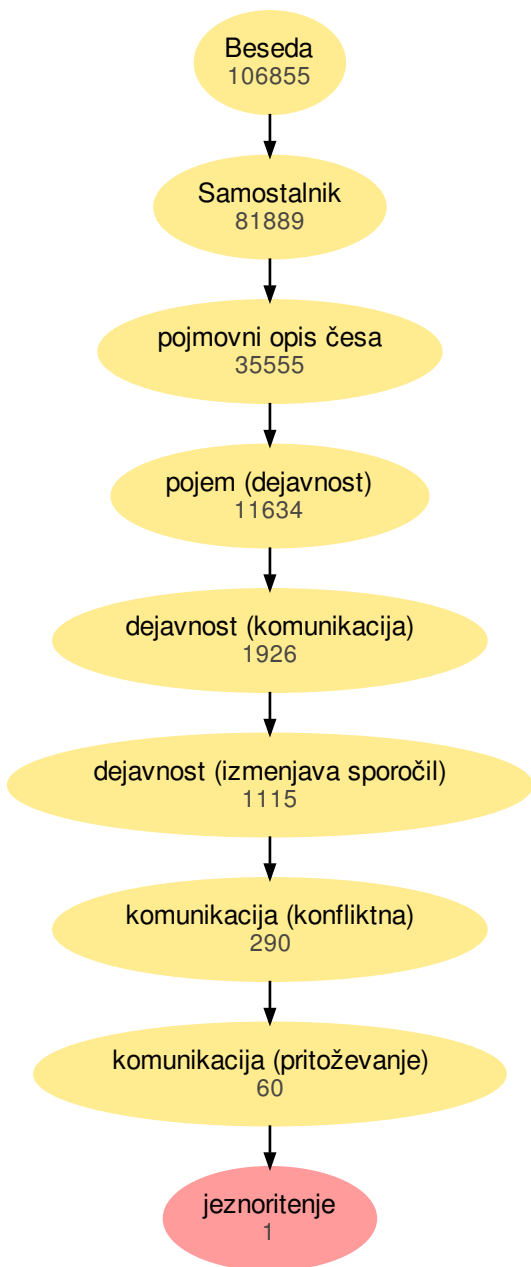 Beseda
106855
Samostalnik
81889
pojmovni opis česa
35555
pojem (dejavnost)
11634
dejavnost (komunikacija)
1926
dejavnost (izmenjava sporočil)
1115
komunikacija (konfliktna)
290
komunikacija (pritoževanje)
60
jeznoritenje
1